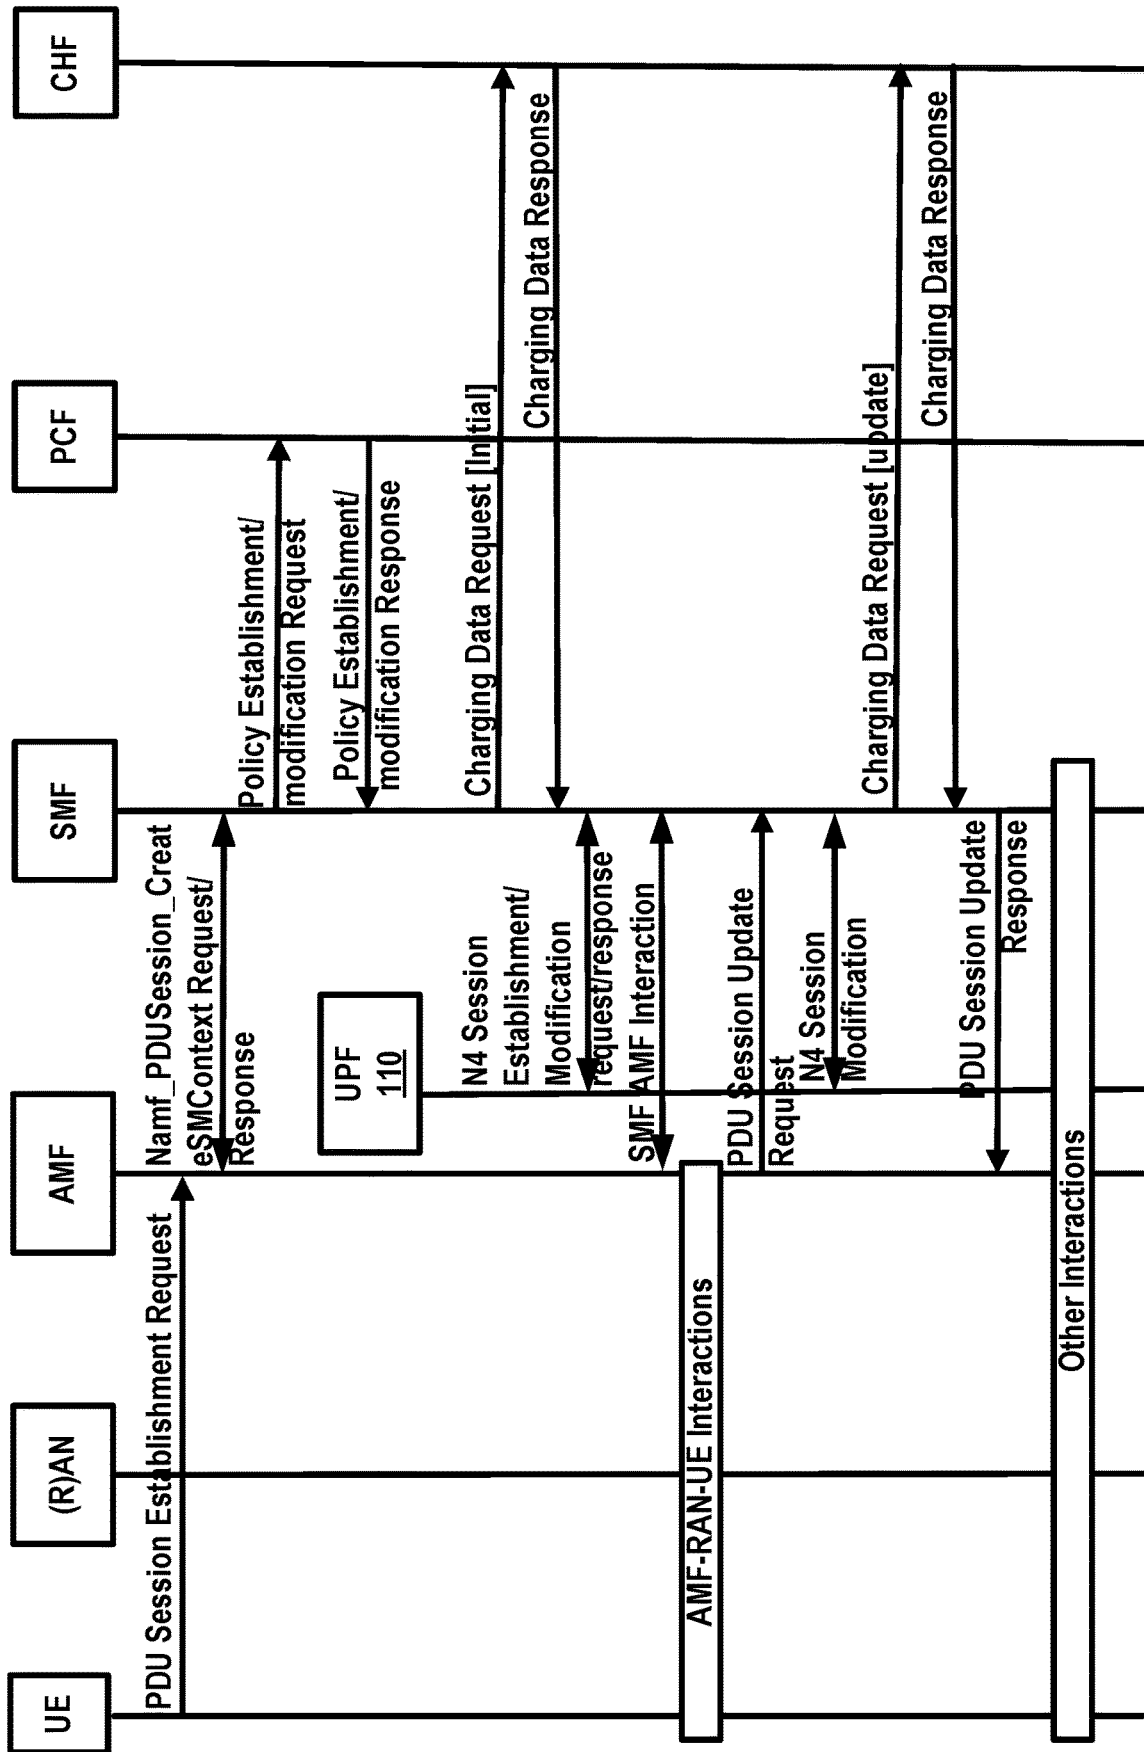 UE
(R)AN
AMF
SMF
PCF
CHF
PDU Session Establishment Request
Namf_PDUSession_Creat
eSMContext Request/
Response
Policy Establishment/
modification Request
UPF
110
Policy Establishment/
modification Response
Charging Data Request [Initial]
Charging Data Response
N4 Session
Establishment/
Modification
request/response
SMF AMF Interaction
AMF-RAN-UE Interactions
PDU Session Update
Request
N4 Session
Modification
Charging Data Request [update]
Charging Data Response
PDU Session Update
Response
Other Interactions